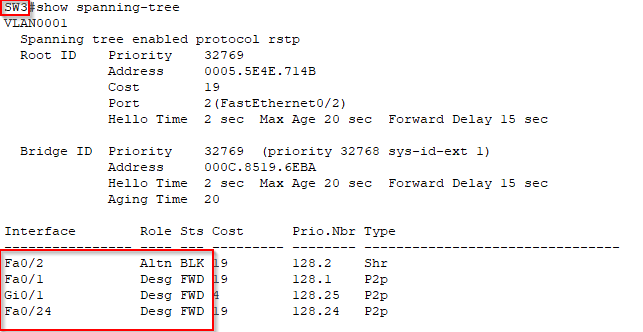 SW3#show spanning-tree
VLAN0001
Spanning tree enabled protocol rstp
Root ID Priority 32769
Address 0005.5E4E.714B
Cost 19
Port 2(FastEthernet0/2)
Hello Time 2 sec Max Age 20 sec Forward Delay 15 sec
Bridge ID Priority 32769 (priority 32768 sys-id-ext 1)
Address 000C.8519.6EBA
Hello Time 2 sec Max Age 20 sec Forward Delay 15 sec
Aging Time 20
Interface Role Sts Cost Prio.Nbr Type
---------------- ---- --- --------- -------- --------------------------------
Fa0/2 Altn BLK 19 128.2 Shr
Fa0/1 Desg FWD 19 128.1 P2p
Gi0/1 Desg FWD 4 128.25 P2p
Fa0/24 Desg FWD 19 128.24 P2p